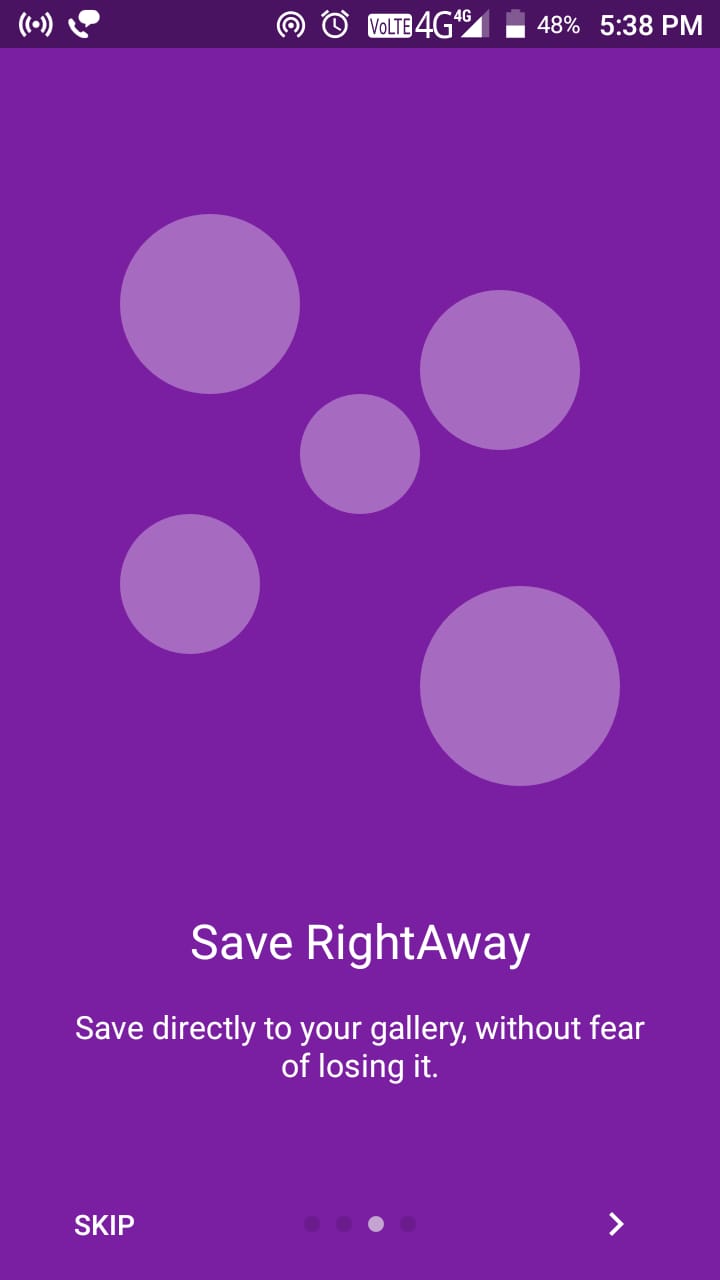 VoLTE 4G 4G 48% 5:38 PM
Save RightAway
Save directly to your gallery, without fear
of losing it.
SKIP